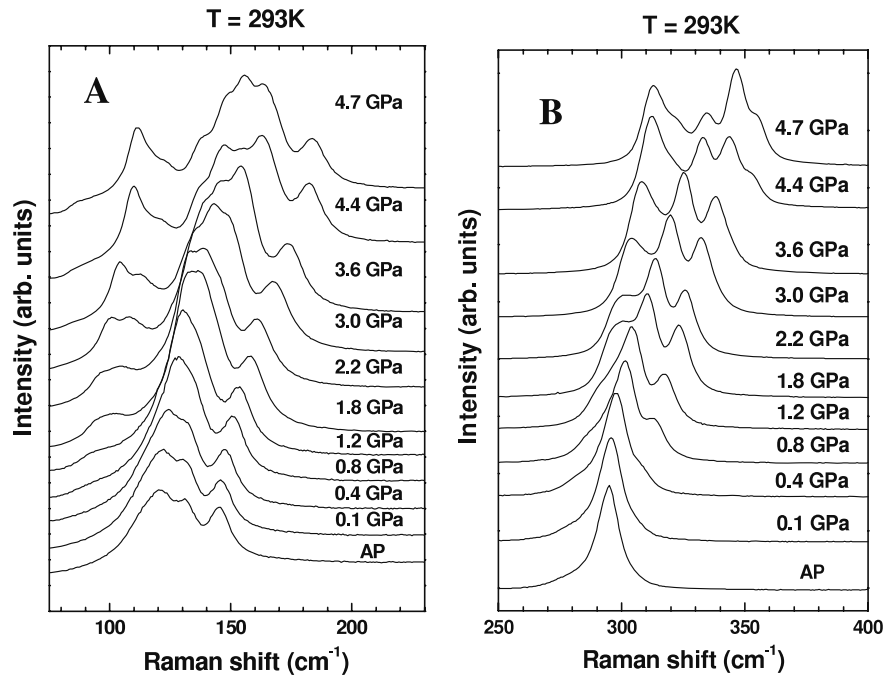 T = 293K
A
4.7 GPa
4.4 GPa
3.6 GPa
3.0 GPa
2.2 GPa
1.8 GPa
1.2 GPa
0.8 GPa
0.4 GPa
0.1 GPa
AP
Intensity (arb. units)
100 150 200
Raman shift (cm⁻¹)
T = 293K
B
4.7 GPa
4.4 GPa
3.6 GPa
3.0 GPa
2.2 GPa
1.8 GPa
1.2 GPa
0.8 GPa
0.4 GPa
0.1 GPa
AP
Intensity (arb. units)
250 300 350 400
Raman shift (cm⁻¹)